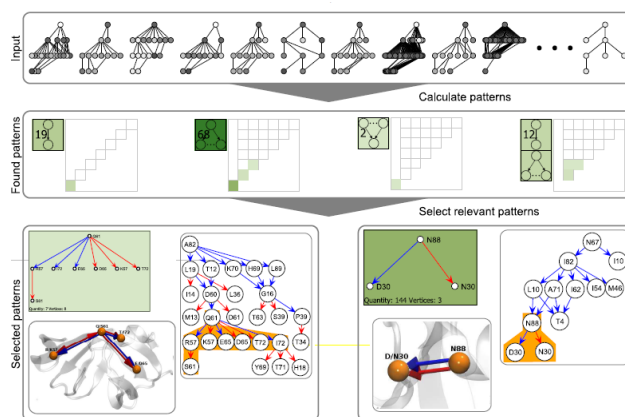 Input
Calculate patterns
Found patterns
19
68
2
12
Select relevant patterns
Selected patterns
Quantity: 7 Vertices: 8
A82
L19
T12
K70
H69
L89
I14
D60
L36
G16
M13
Q61
D61
T63
S39
P39
R57
K57
E65
D65
T72
I72
T34
S61
Y69
T71
H18
N88
D30
N30
Quantity: 144 Vertices: 3
D/N30
N88
N67
I82
I10
L10
A71
I62
I54
M46
N88
T4
D30
N30